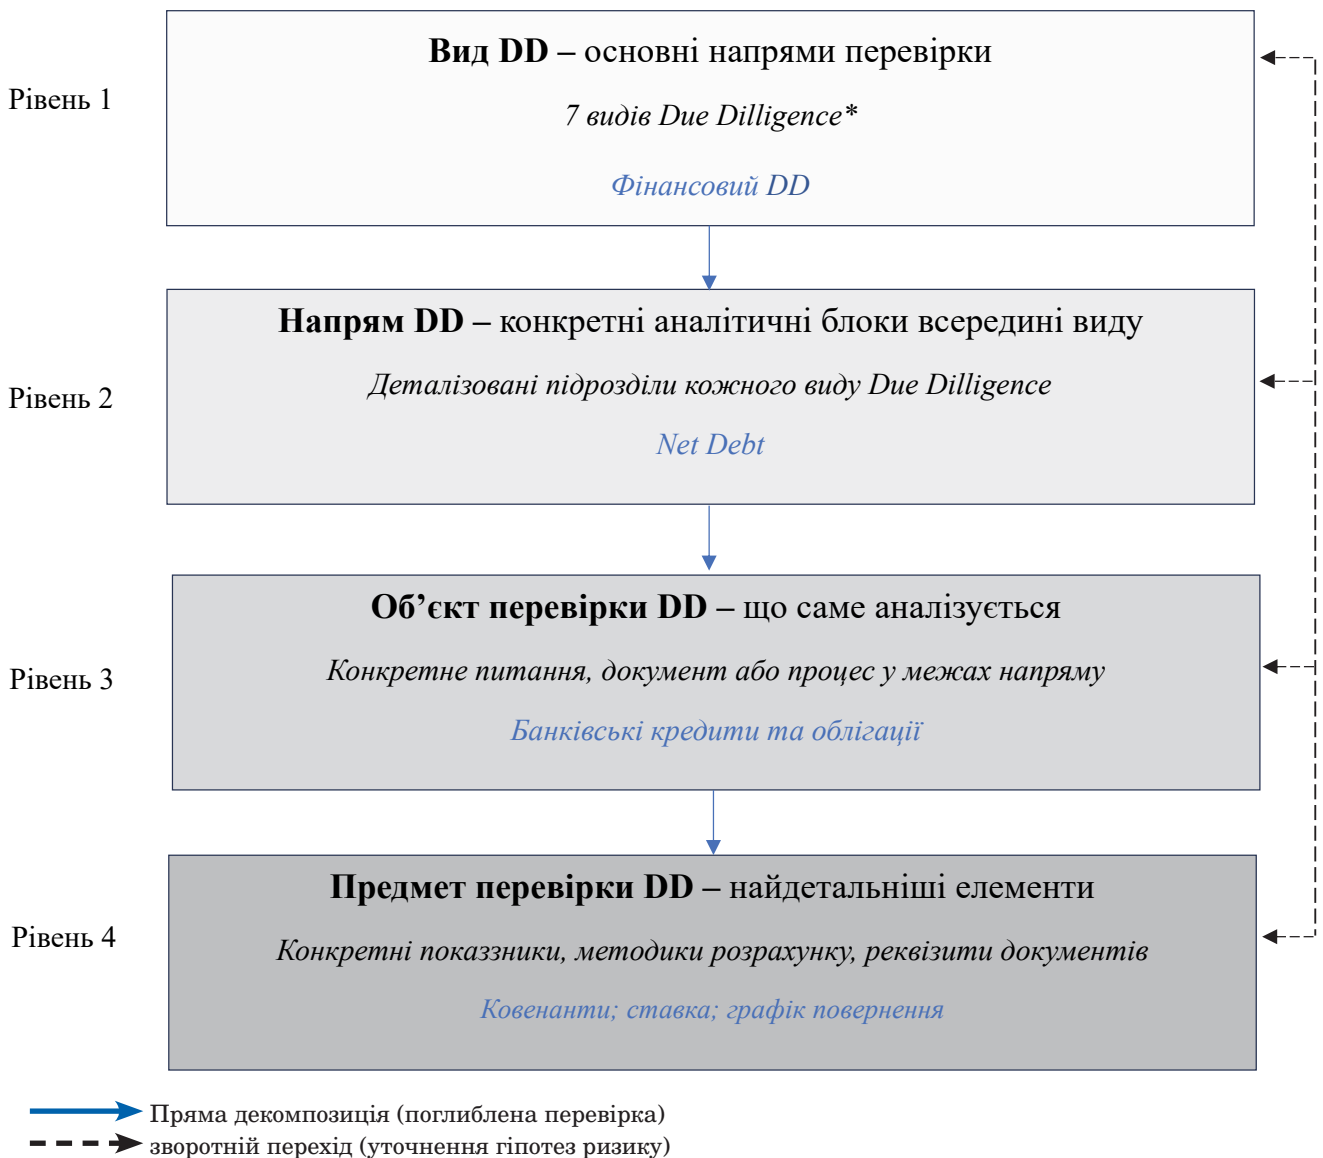 Рівень 1
Вид DD – основні напрями перевірки
7 видів Due Dilligence*
Фінансовий DD
Рівень 2
Напрям DD – конкретні аналітичні блоки всередині виду
Деталізовані підрозділи кожного виду Due Dilligence
Net Debt
Рівень 3
Об’єкт перевірки DD – що саме аналізується
Конкретне питання, документ або процес у межах напряму
Банківські кредити та облігації
Рівень 4
Предмет перевірки DD – найдетальніші елементи
Конкретні показзники, методики розрахунку, реквізити документів
Ковенанти; ставка; графік повернення
Пряма декомпозиція (поглиблена перевірка)
зворотній перехід (уточнення гіпотез ризику)